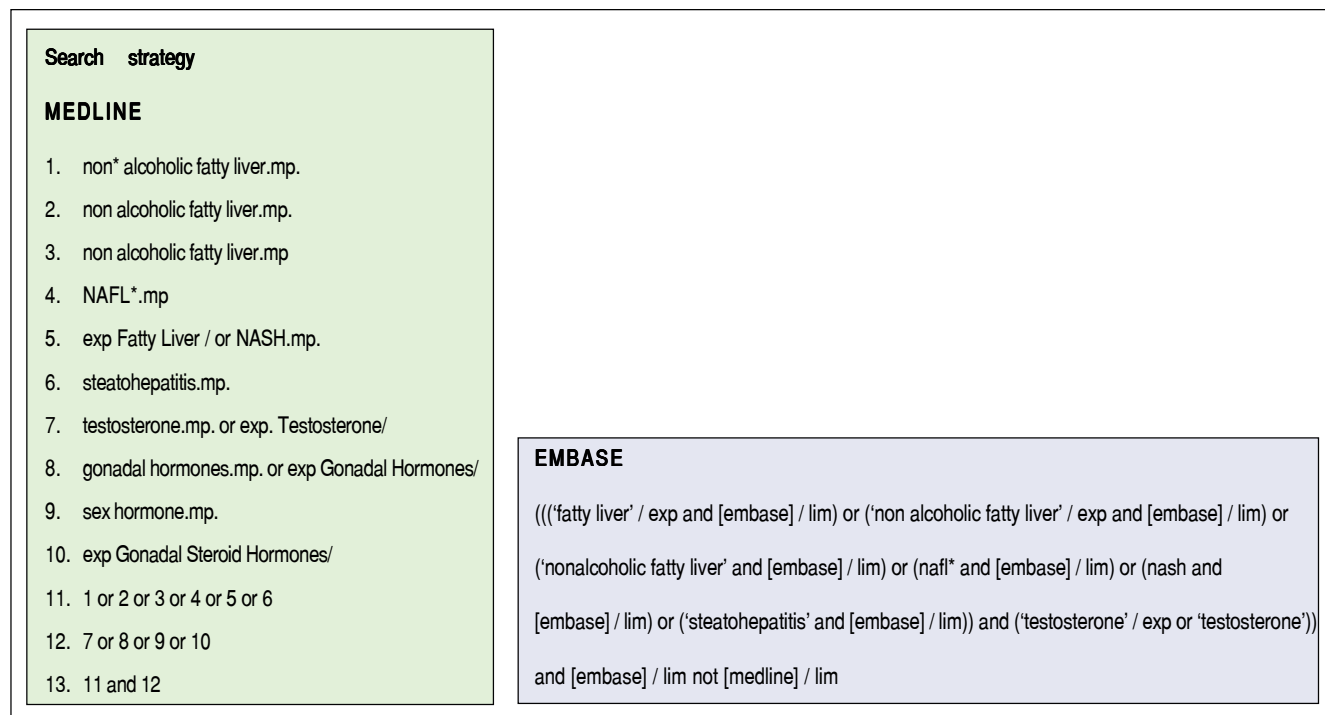 Search strategy
MEDLINE
1. non* alcoholic fatty liver.mp.
2. non alcoholic fatty liver.mp.
3. non alcoholic fatty liver.mp
4. NAFL*.mp
5. exp Fatty Liver / or NASH.mp.
6. steatohepatitis.mp.
7. testosterone.mp. or exp. Testosterone/
8. gonadal hormones.mp. or exp Gonadal Hormones/
9. sex hormone.mp.
10. exp Gonadal Steroid Hormones/
11. 1 or 2 or 3 or 4 or 5 or 6
12. 7 or 8 or 9 or 10
13. 11 and 12
EMBASE
(((‘fatty liver’ / exp and [embase] / lim) or (‘non alcoholic fatty liver’ / exp and [embase] / lim) or
(‘nonalcoholic fatty liver’ and [embase] / lim) or (nafl* and [embase] / lim) or (nash and
[embase] / lim) or (‘steatohepatitis’ and [embase] / lim)) and (‘testosterone’ / exp or ‘testosterone’))
and [embase] / lim not [medline] / lim